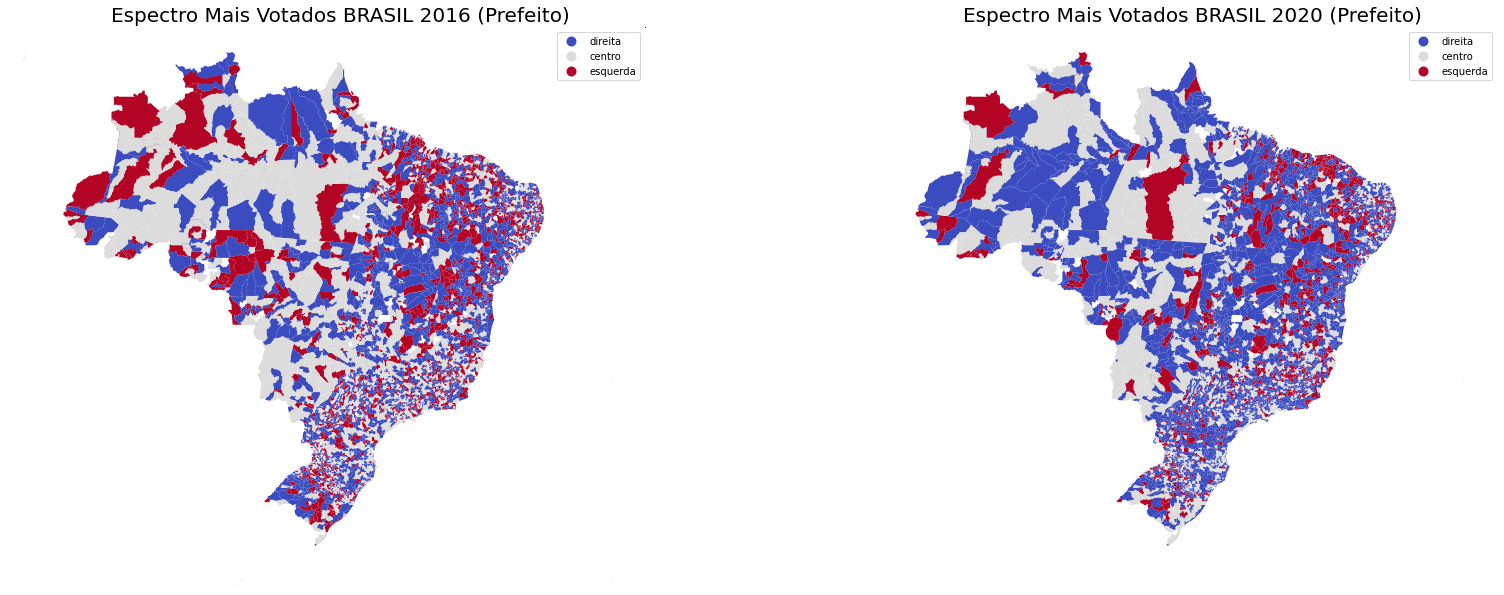 Espectro Mais Votados BRASIL 2016 (Prefeito)
direita
centro
esquerda
Espectro Mais Votados BRASIL 2020 (Prefeito)
direita
centro
esquerda